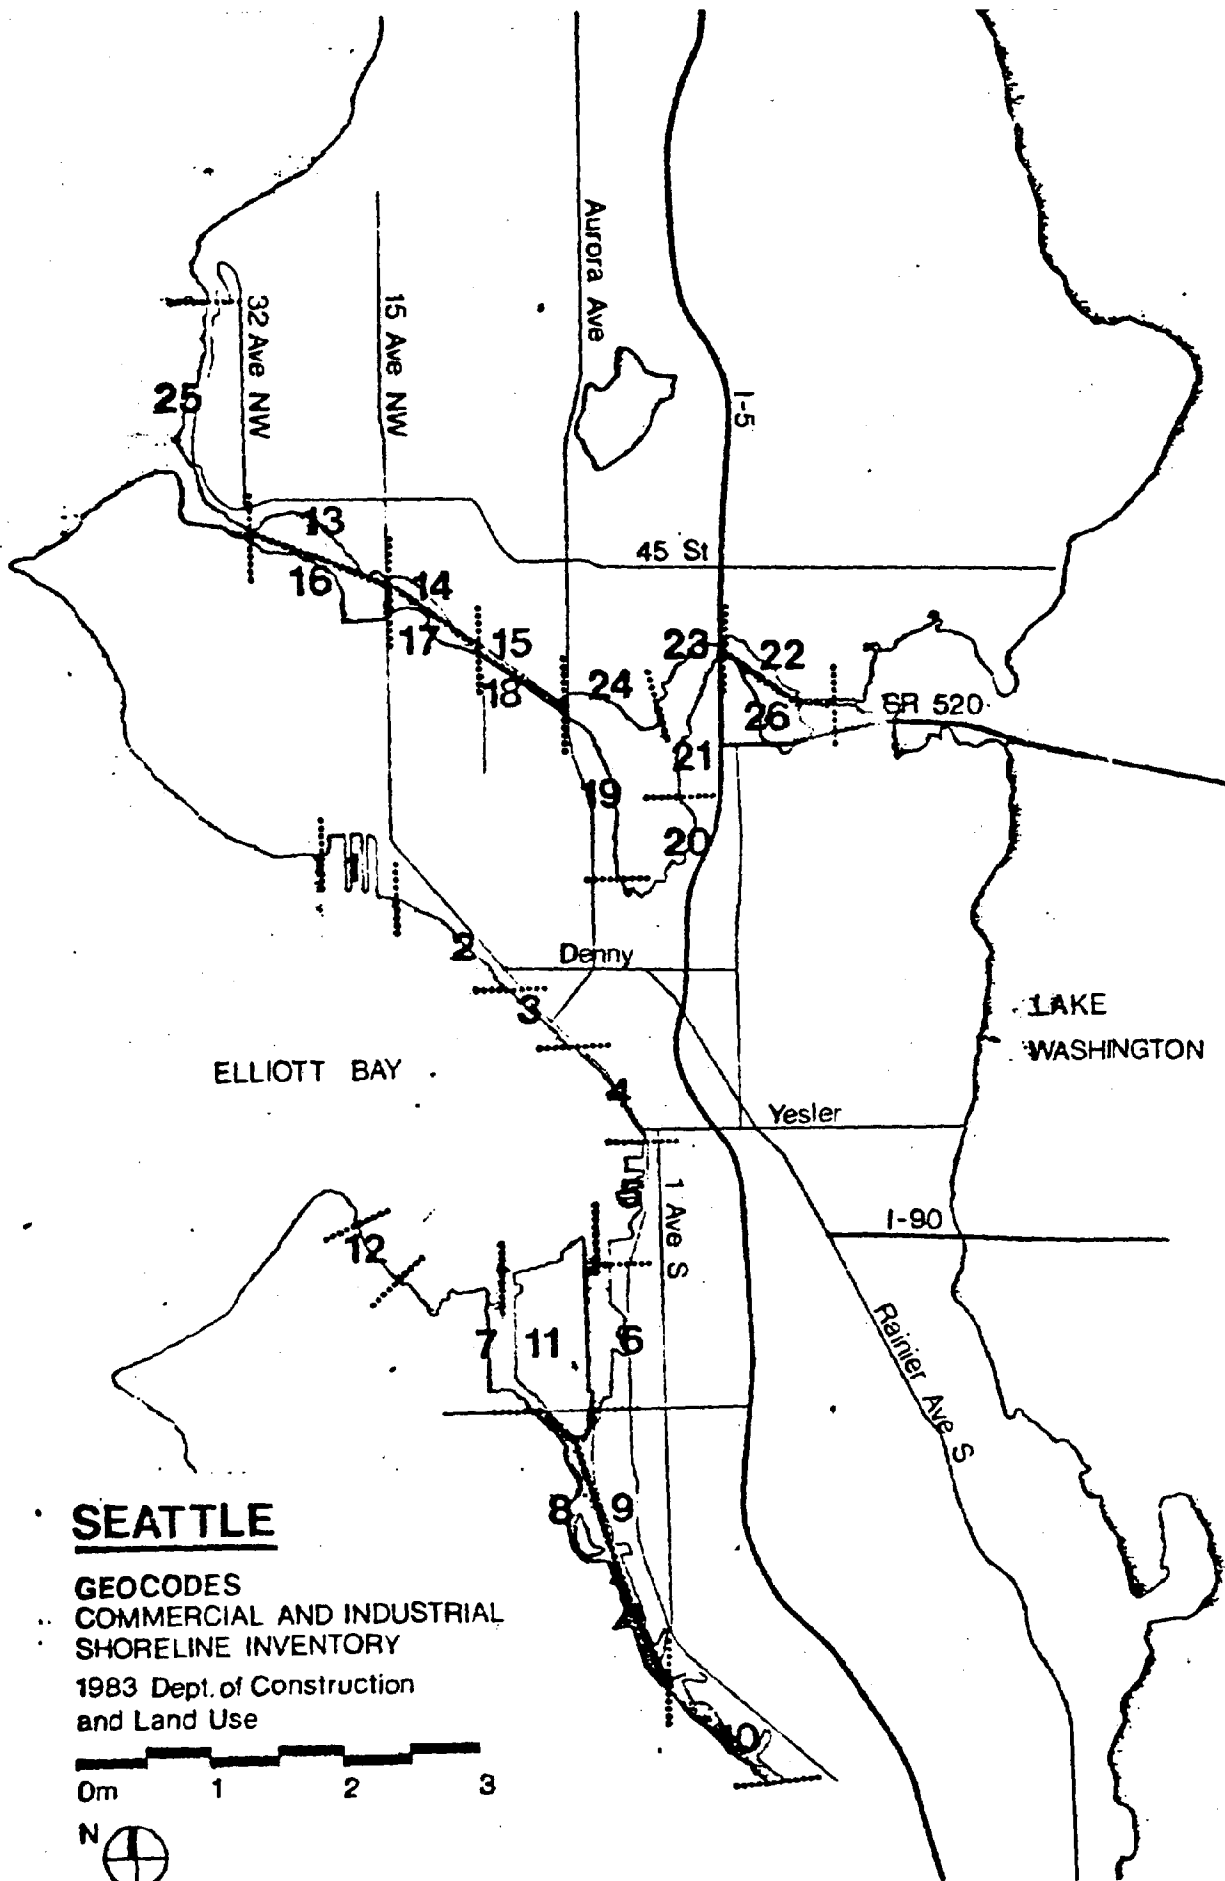 Aurora Ave
32 Ave NW
15 Ave NW
25
I-5
13
45 St
16
14
17
15
23
22
18
24
SR 520
26
21
19
20
2
Denny
3
LAKE
WASHINGTON
ELLIOTT BAY
4
Yesler
1 Ave S
I-90
12
7
11
6
Rainier Ave S
8
9
SEATTLE
GEOCODES
COMMERCIAL AND INDUSTRIAL
SHORELINE INVENTORY
1983 Dept. of Construction
and Land Use
0m 1 2 3
N